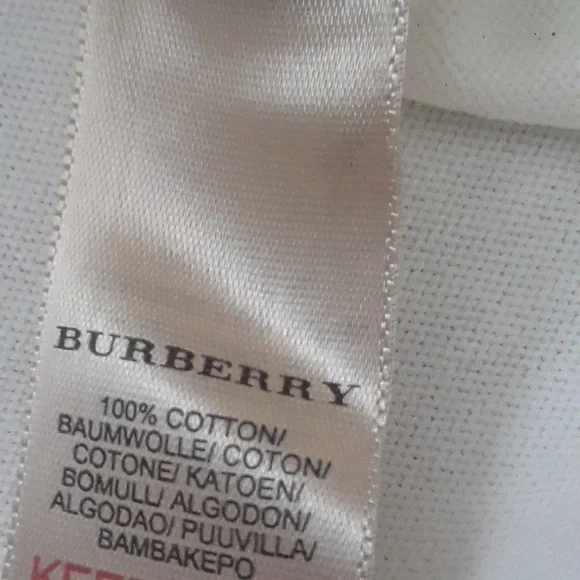 BURBERRY
100% COTTON/
BAUMWOLLE/ COTON/
COTONE/ KATOEN/
BOMULL/ ALGODON/
ALGODAO/ PUUVILLA/
BAMBAKEPO